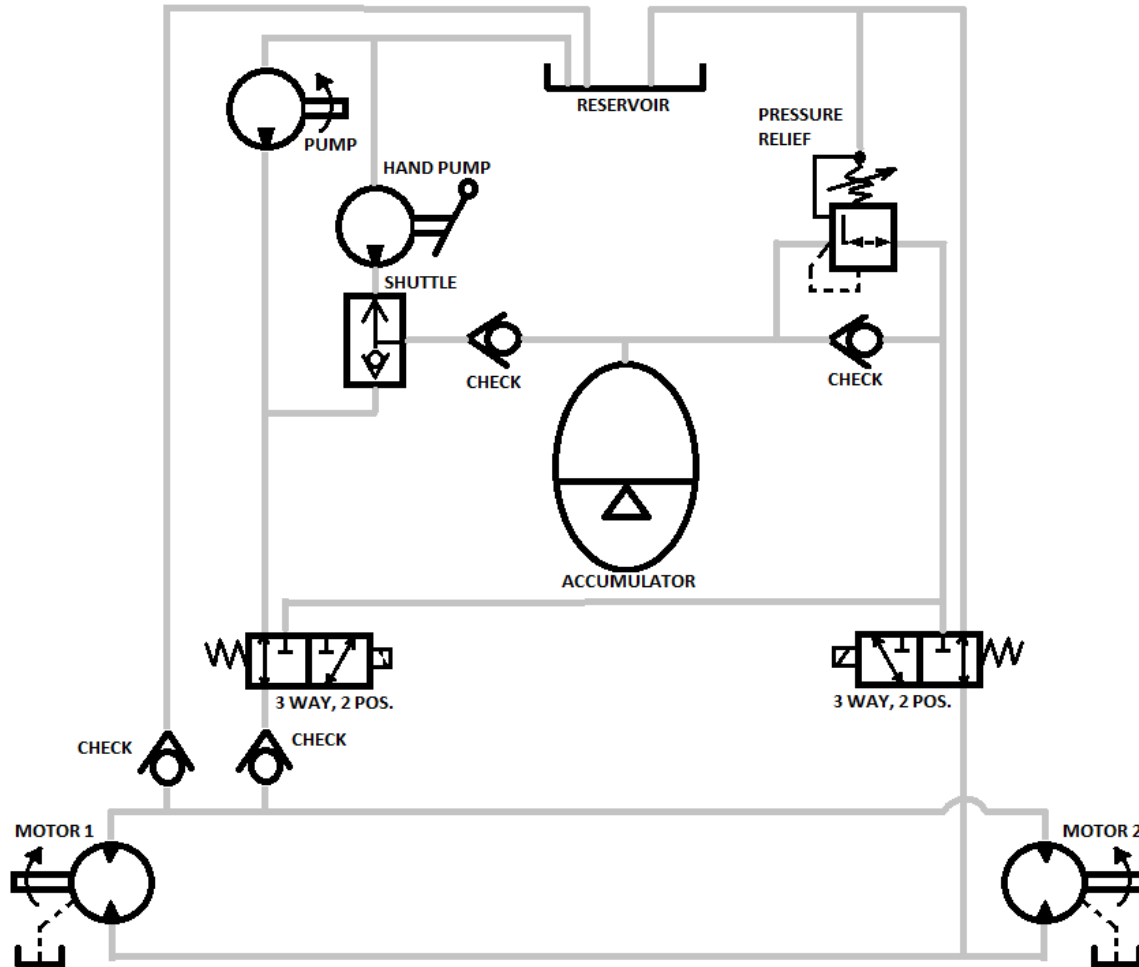 RESERVOIR
PRESSURE
RELIEF
PUMP
HAND PUMP
SHUTTLE
CHECK
CHECK
ACCUMULATOR
3 WAY, 2 POS.
3 WAY, 2 POS.
CHECK
CHECK
MOTOR 1
MOTOR 2